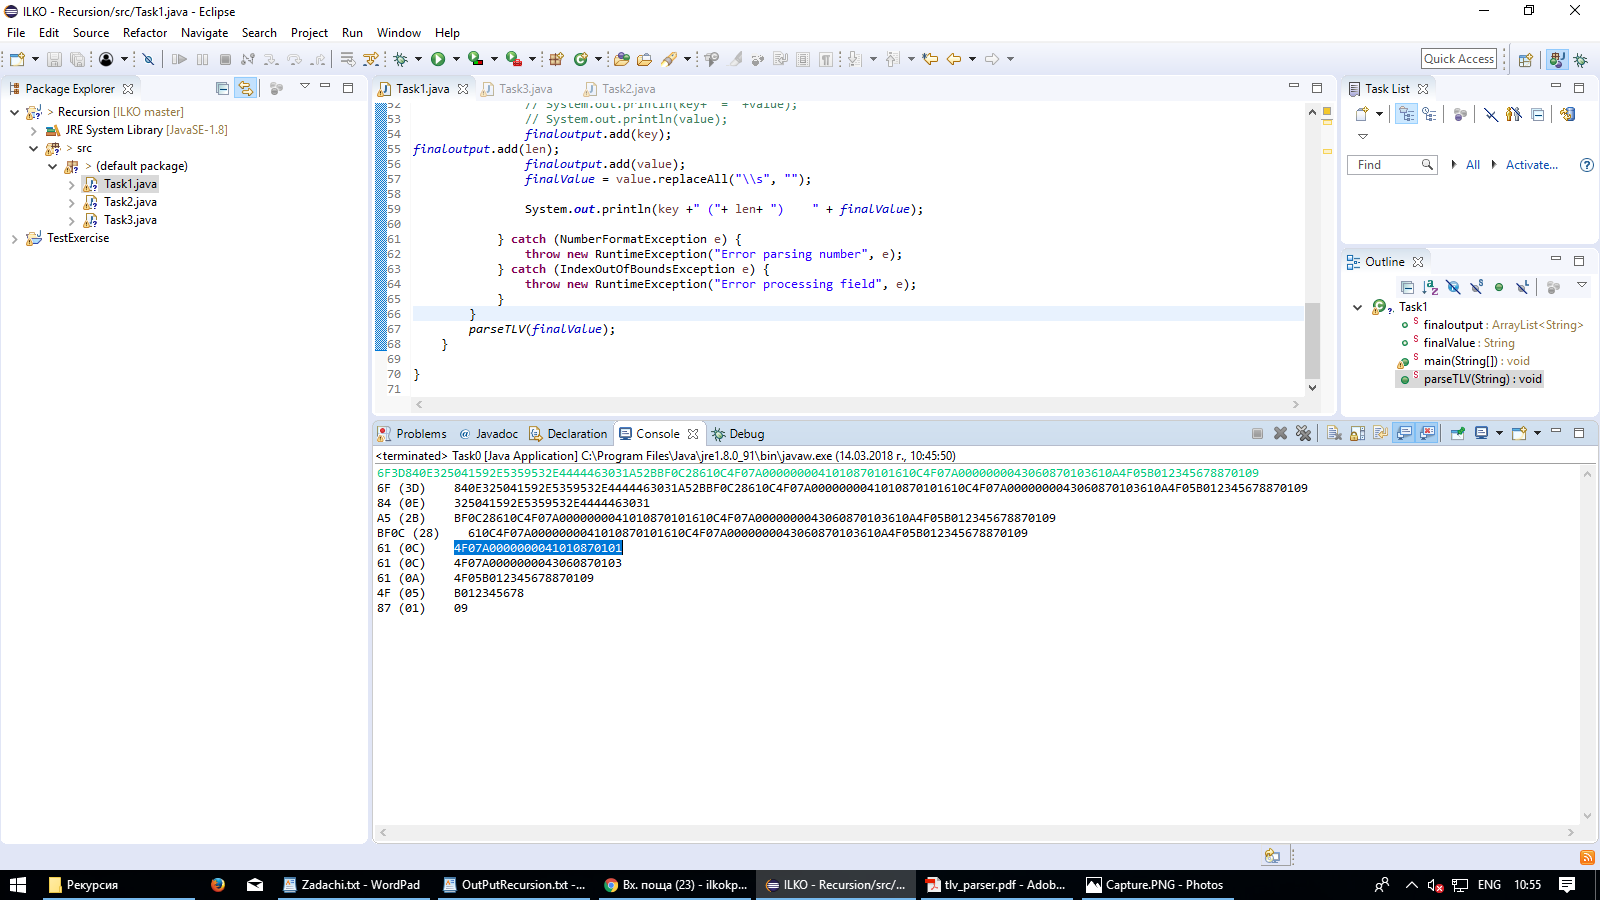 ILKO - Recursion/src/Task1.java - Eclipse
File Edit Source Refactor Navigate Search Project Run Window Help
Quick Access
Package Explorer
> Recursion [ILKO master]
JRE System Library [JavaSE-1.8]
> src
> (default package)
Task1.java
Task2.java
Task3.java
TestExercise
Task1.java Task3.java Task2.java
52 // System.out.println(key+ = +value);
53 // System.out.println(value);
54 finaloutput.add(key);
55 finaloutput.add(len);
56 finaloutput.add(value);
57 finalValue = value.replaceAll("\\s", "");
58
59 System.out.println(key +" ("+ len+ ")    " + finalValue);
60
61 } catch (NumberFormatException e) {
62 throw new RuntimeException("Error parsing number", e);
63 } catch (IndexOutOfBoundsException e) {
64 throw new RuntimeException("Error processing field", e);
65 }
66 }
67 parseTLV(finalValue);
68 }
69
70 }
71
Task List
Find All Activate...
Outline
Task1
finaloutput : ArrayList<String>
finalValue : String
main(String[]) : void
parseTLV(String) : void
Problems @ Javadoc Declaration Console Debug
<terminated> Task0 [Java Application] C:\Program Files\Java\jre1.8.0_91\bin\javaw.exe (14.03.2018 г., 10:45:50)
6F3D840E325041592E5359532E4444463031A52BBF0C28610C4F07A0000000041010870101610C4F07A0000000043060870103610A4F05B012345678870109
6F (3D) 840E325041592E5359532E4444463031A52BBF0C28610C4F07A0000000041010870101610C4F07A0000000043060870103610A4F05B012345678870109
84 (0E) 325041592E5359532E4444463031
A5 (2B) BF0C28610C4F07A0000000041010870101610C4F07A0000000043060870103610A4F05B012345678870109
BF0C (28) 610C4F07A0000000041010870101610C4F07A0000000043060870103610A4F05B012345678870109
61 (0C) 4F07A0000000041010870101
61 (0C) 4F07A0000000043060870103
61 (0A) 4F05B012345678870109
4F (05) B012345678
87 (01) 09
Рекурсия Zadachi.txt - WordPad OutPutRecursion.txt -... Вх. поща (23) - ilkokp... ILKO - Recursion/src/... tlv_parser.pdf - Adob... Capture.PNG - Photos ENG 10:55